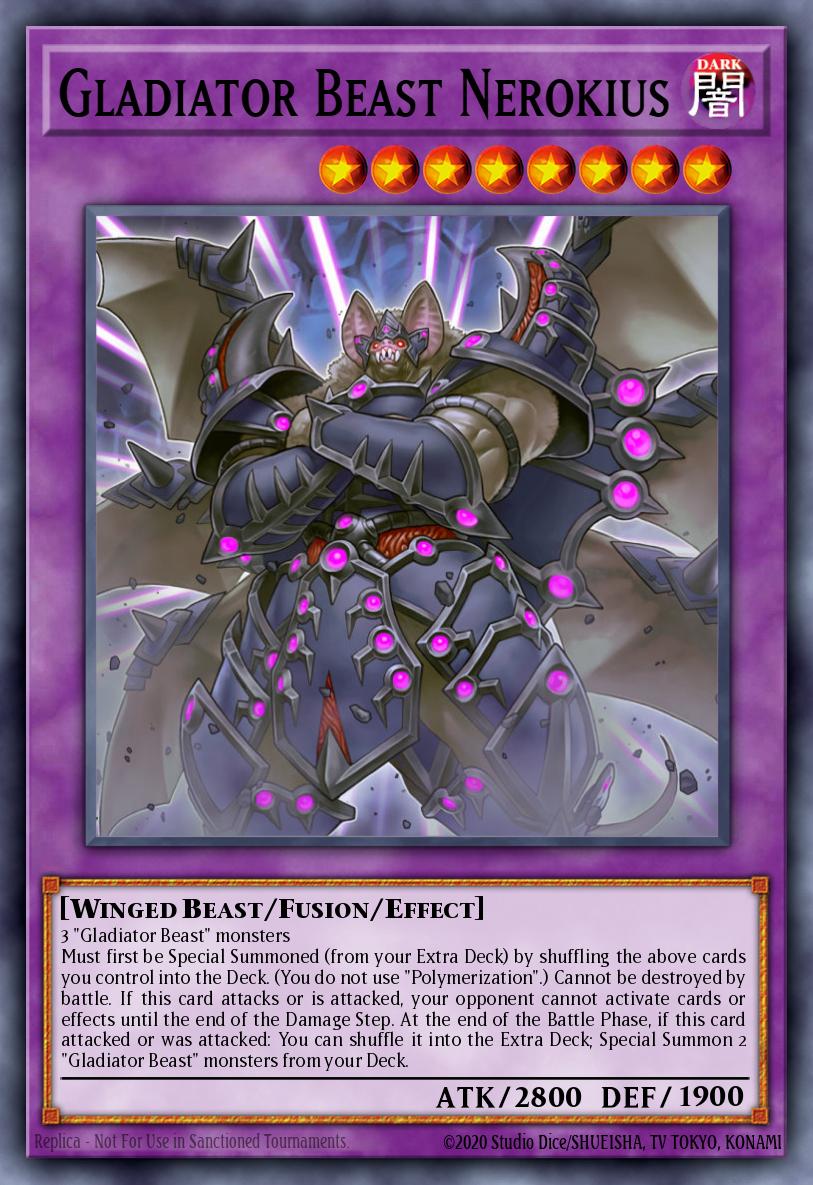 Gladiator Beast Nerokius
DARK
闇
[Winged Beast/Fusion/Effect]
3 "Gladiator Beast" monsters
Must first be Special Summoned (from your Extra Deck) by shuffling the above cards
you control into the Deck. (You do not use "Polymerization".) Cannot be destroyed by
battle. If this card attacks or is attacked, your opponent cannot activate cards or
effects until the end of the Damage Step. At the end of the Battle Phase, if this card
attacked or was attacked: You can shuffle it into the Extra Deck; Special Summon 2
"Gladiator Beast" monsters from your Deck.
ATK/2800 DEF/1900
Replica - Not For Use in Sanctioned Tournaments.
©2020 Studio Dice/SHUEISHA, TV TOKYO, KONAMI